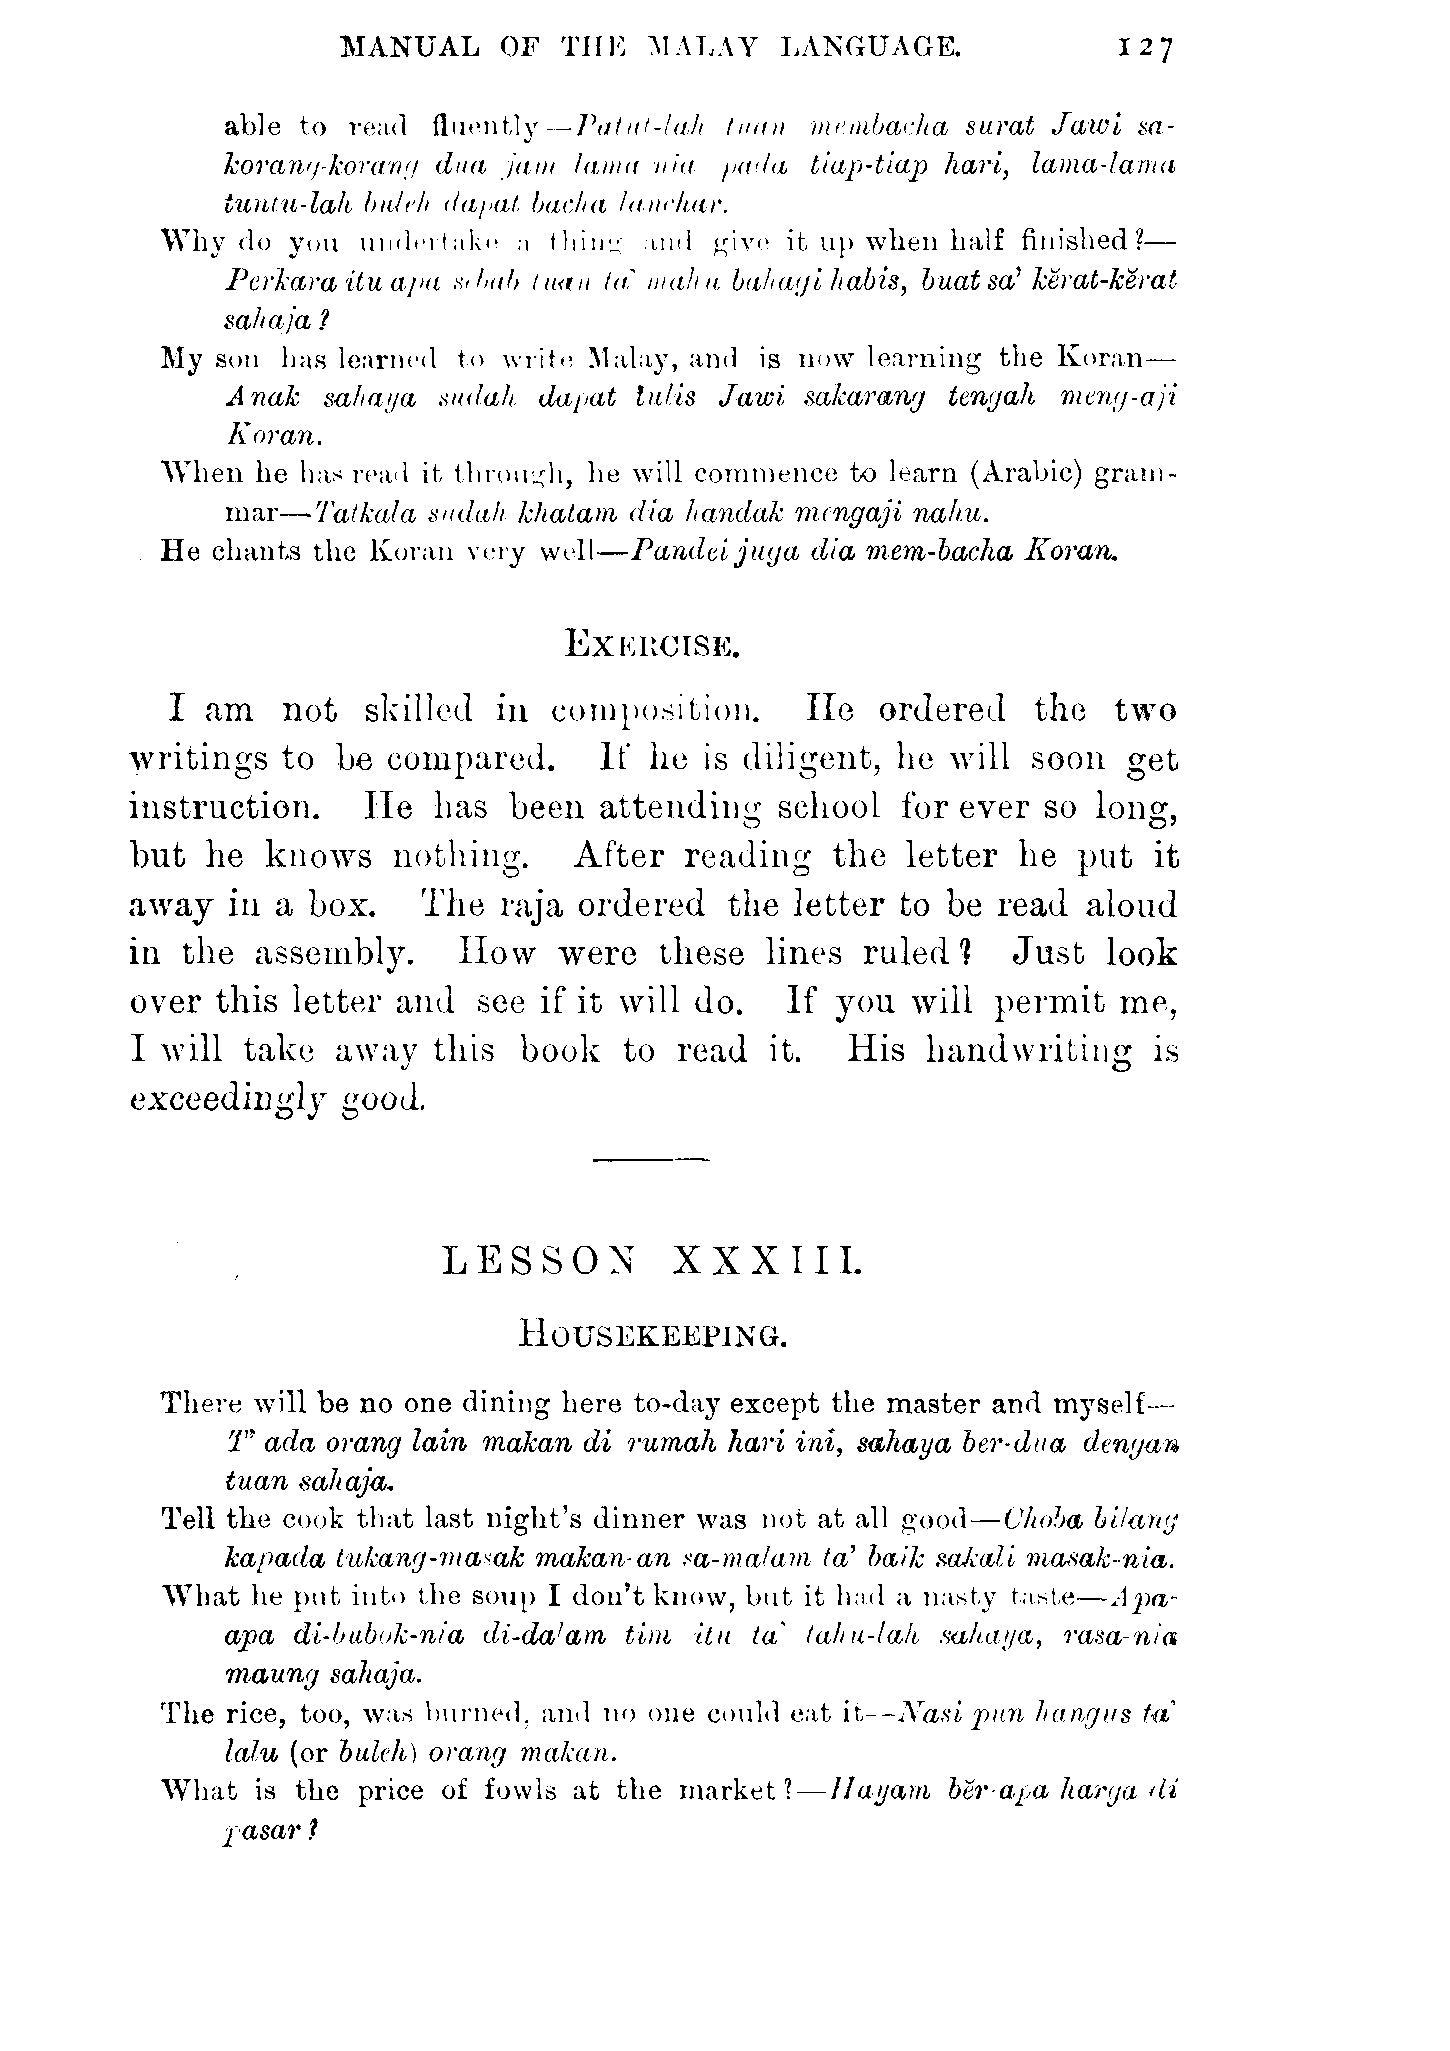 MANUAL OF THE MALAY LANGUAGE. 127
able to read fluently—Patut-lah tuan membacha surat Jawi sa-
korang-korang dua jam lama nia pada tiap-tiap hari, lama-lama
tuntu-lah buleh dapat bacha lanchar.
Why do you undertake a thing and give it up when half finished?—
Perkara itu apa sebab tuan ta' mahu bahagi habis, buat sa' kĕrat-kĕrat
sahaja?
My son has learned to write Malay, and is now learning the Koran—
Anak sahaya sudah dapat tulis Jawi sakarang tengah meng-aji
Koran.
When he has read it through, he will commence to learn (Arabic) gram-
mar—Tatkala sudah khatam dia handak mengaji nahu.
He chants the Koran very well—Pandei juga dia mem-bacha Koran.
EXERCISE.
I am not skilled in composition. He ordered the two
writings to be compared. If he is diligent, he will soon get
instruction. He has been attending school for ever so long,
but he knows nothing. After reading the letter he put it
away in a box. The raja ordered the letter to be read aloud
in the assembly. How were these lines ruled? Just look
over this letter and see if it will do. If you will permit me,
I will take away this book to read it. His handwriting is
exceedingly good.
LESSON XXXIII.
HOUSEKEEPING.
There will be no one dining here to-day except the master and myself—
T' ada orang lain makan di rumah hari ini, sahaya ber-dua dengan
tuan sahaja.
Tell the cook that last night's dinner was not at all good—Choba bilang
kapada tukang-masak makan-an sa-malam ta' baik sakali masak-nia.
What he put into the soup I don't know, but it had a nasty taste—Apa-
apa di-bubok-nia di-dalam tim itu ta' tahu-lah sahaya, rasa-nia
maung sahaja.
The rice, too, was burned, and no one could eat it—Nasi pun hangus ta'
lalu (or buleh) orang makan.
What is the price of fowls at the market?—Hayam bĕr-apa harga di
pasar?